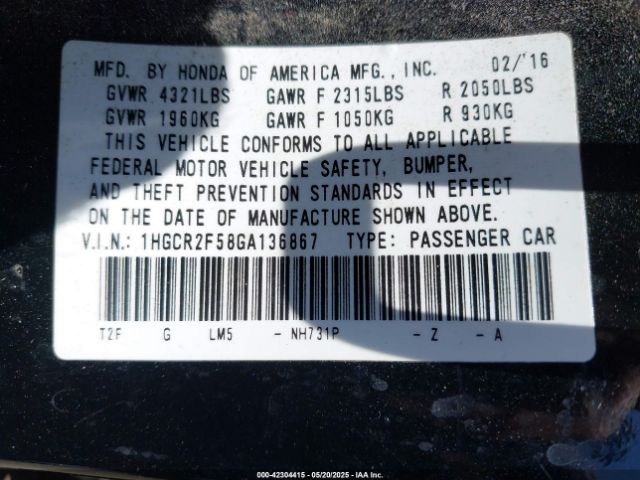 MFD. BY HONDA OF AMERICA MFG., INC. 02/'16
GVWR 4321LBS GAWR F 2315LBS R 2050LBS
GVWR 1960KG GAWR F 1050KG R 930KG
THIS VEHICLE CONFORMS TO ALL APPLICABLE
FEDERAL MOTOR VEHICLE SAFETY, BUMPER,
AND THEFT PREVENTION STANDARDS IN EFFECT
ON THE DATE OF MANUFACTURE SHOWN ABOVE.
V.I.N.: 1HGCR2F58GA136867 TYPE: PASSENGER CAR
T2F G LM5 - NH731P - Z - A
000-42304415 - 05/20/2025 - IAAI.COM